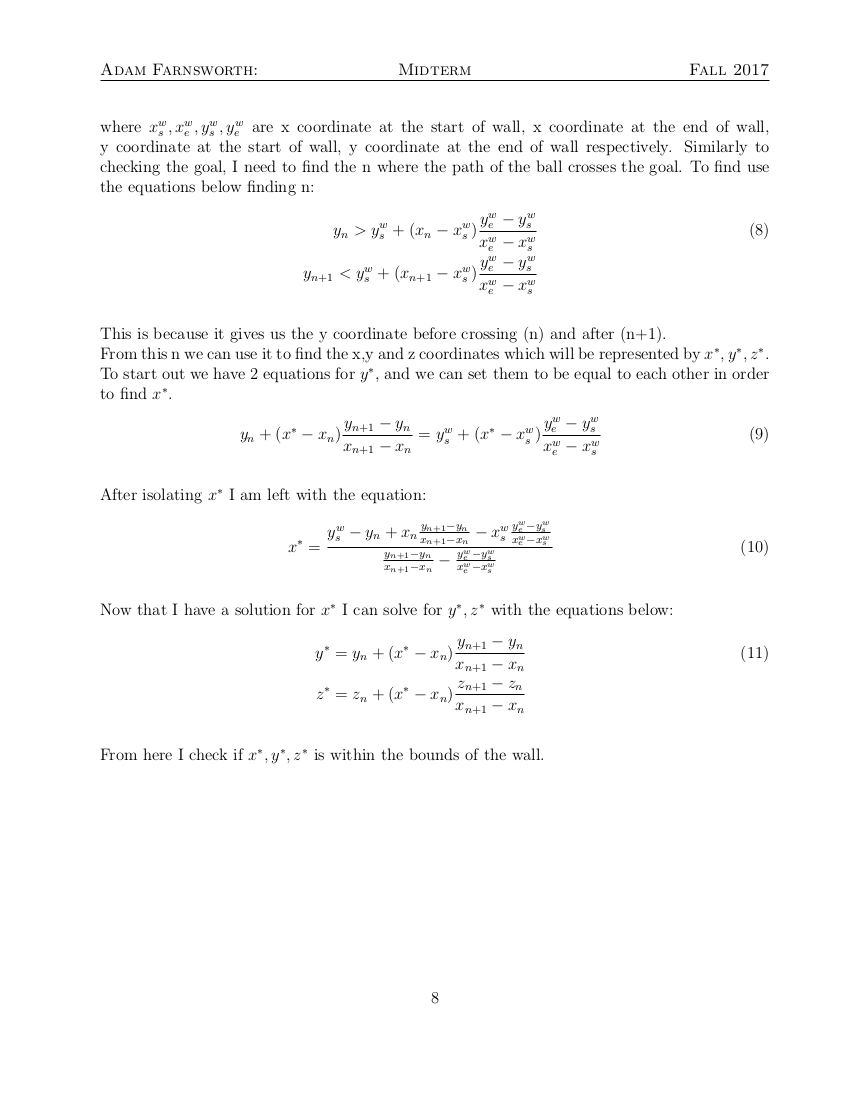 ADAM FARNSWORTH: MIDTERM FALL 2017
where x_s^w, x_e^w, y_s^w, y_e^w are x coordinate at the start of wall, x coordinate at the end of wall,
y coordinate at the start of wall, y coordinate at the end of wall respectively. Similarly to
checking the goal, I need to find the n where the path of the ball crosses the goal. To find use
the equations below finding n:
y_n > y_s^w + (x_n − x_s^w) \frac{y_e^w − y_s^w}{x_e^w − x_s^w} (8)
y_{n+1} < y_s^w + (x_{n+1} − x_s^w) \frac{y_e^w − y_s^w}{x_e^w − x_s^w}
This is because it gives us the y coordinate before crossing (n) and after (n+1).
From this n we can use it to find the x,y and z coordinates which will be represented by x*, y*, z*.
To start out we have 2 equations for y*, and we can set them to be equal to each other in order
to find x*.
y_n + (x* − x_n) \frac{y_{n+1} − y_n}{x_{n+1} − x_n} = y_s^w + (x* − x_s^w) \frac{y_e^w − y_s^w}{x_e^w − x_s^w} (9)
After isolating x* I am left with the equation:
x* = \frac{y_s^w − y_n + x_n \frac{y_{n+1}−y_n}{x_{n+1}−x_n} − x_s^w \frac{y_e^w−y_s^w}{x_e^w−x_s^w}}{\frac{y_{n+1}−y_n}{x_{n+1}−x_n} − \frac{y_e^w−y_s^w}{x_e^w−x_s^w}} (10)
Now that I have a solution for x* I can solve for y*, z* with the equations below:
y* = y_n + (x* − x_n) \frac{y_{n+1} − y_n}{x_{n+1} − x_n} (11)
z* = z_n + (x* − x_n) \frac{z_{n+1} − z_n}{x_{n+1} − x_n}
From here I check if x*, y*, z* is within the bounds of the wall.
8